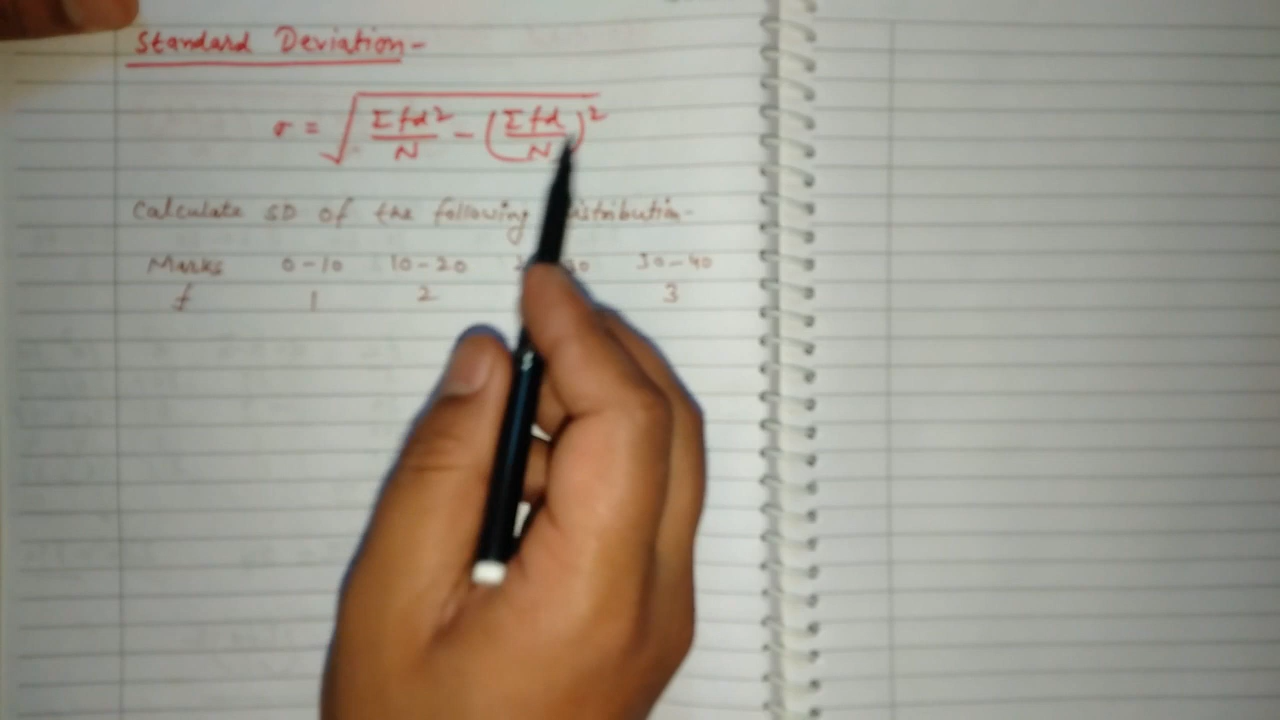 Standard Deviation-
σ = √(Σfd²/N - (Σfd/N)²)
Calculate SD of the following
Marks 0-10 10-20 30-40
f 1 2 3